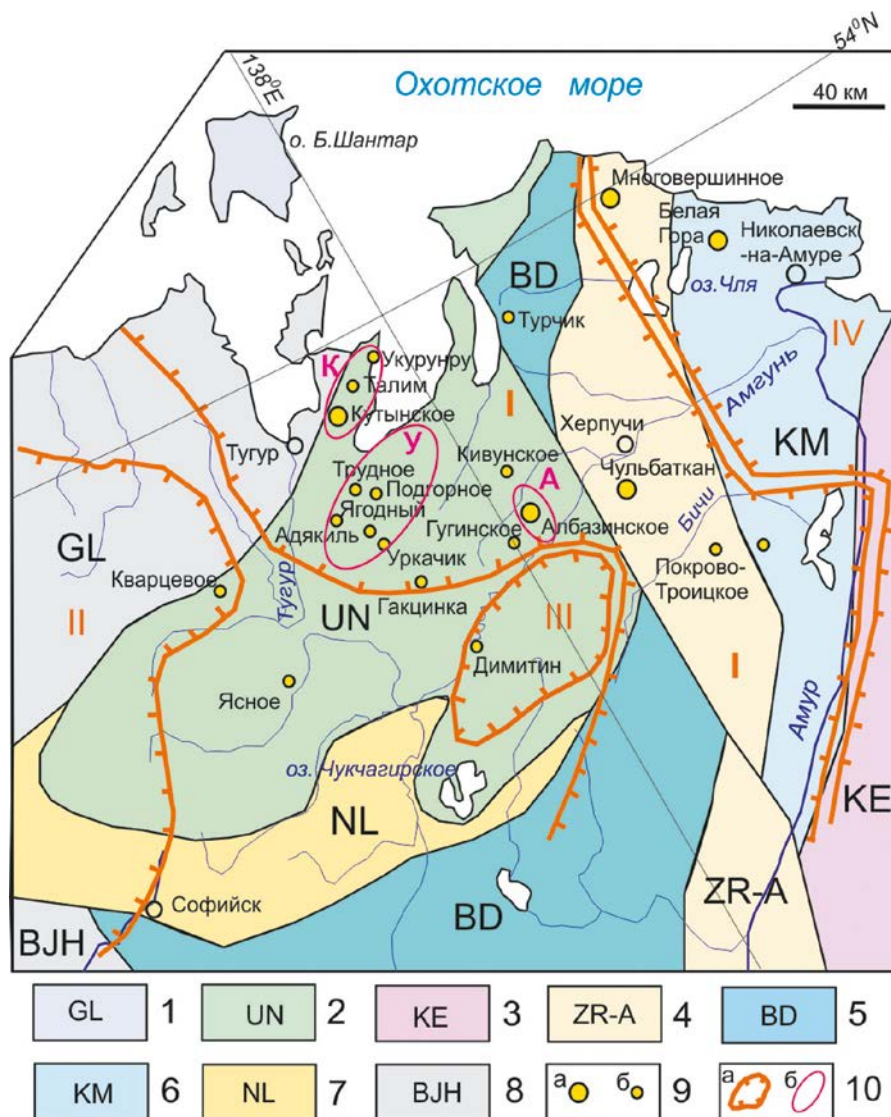 54⁰N
138⁰E
Охотское море
40 км
о. Б.Шантар
Многовершинное
Белая
Гора
Николаевск
-на-Амуре
BD
оз.Чля
Турчик
IV
К
Укурунру
Талим
I
Амгунь
Кутынское
У
Херпучи
KM
Тугур
Кивунское
А
Трудное
Чульбаткан
Подгорное
Ягодный
Бичи
GL
Адякиль
Гугинское
Албазинское
Уркачик
Покрово-
Троицкое
Кварцевое
Тугур
Гакцинка
II
UN
III
Димитин
I
Ясное
Амур
оз. Чукчагирское
KE
NL
ZR-A
Софийск
BD
BJH
GL 1 UN 2 KE 3 ZR-A 4 BD 5
KM 6 NL 7 BJH 8 а б 9 а б 10